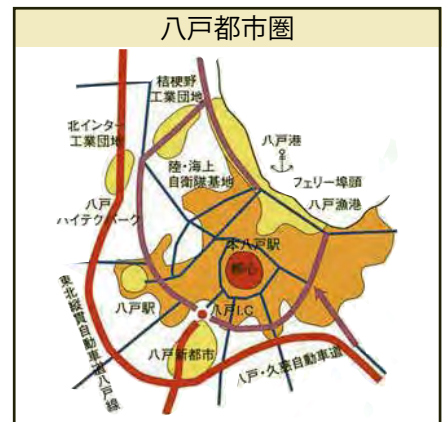 八戸都市圏
桔梗野
工業団地
北インター
工業団地
八戸港
陸・海上
自衛隊基地
フェリー埠頭
八戸
ハイテクパーク
八戸漁港
本八戸駅
都心
八戸駅
八戸I.C
東北縦貫自動車道八戸線
八戸新都市
八戸・久慈自動車道